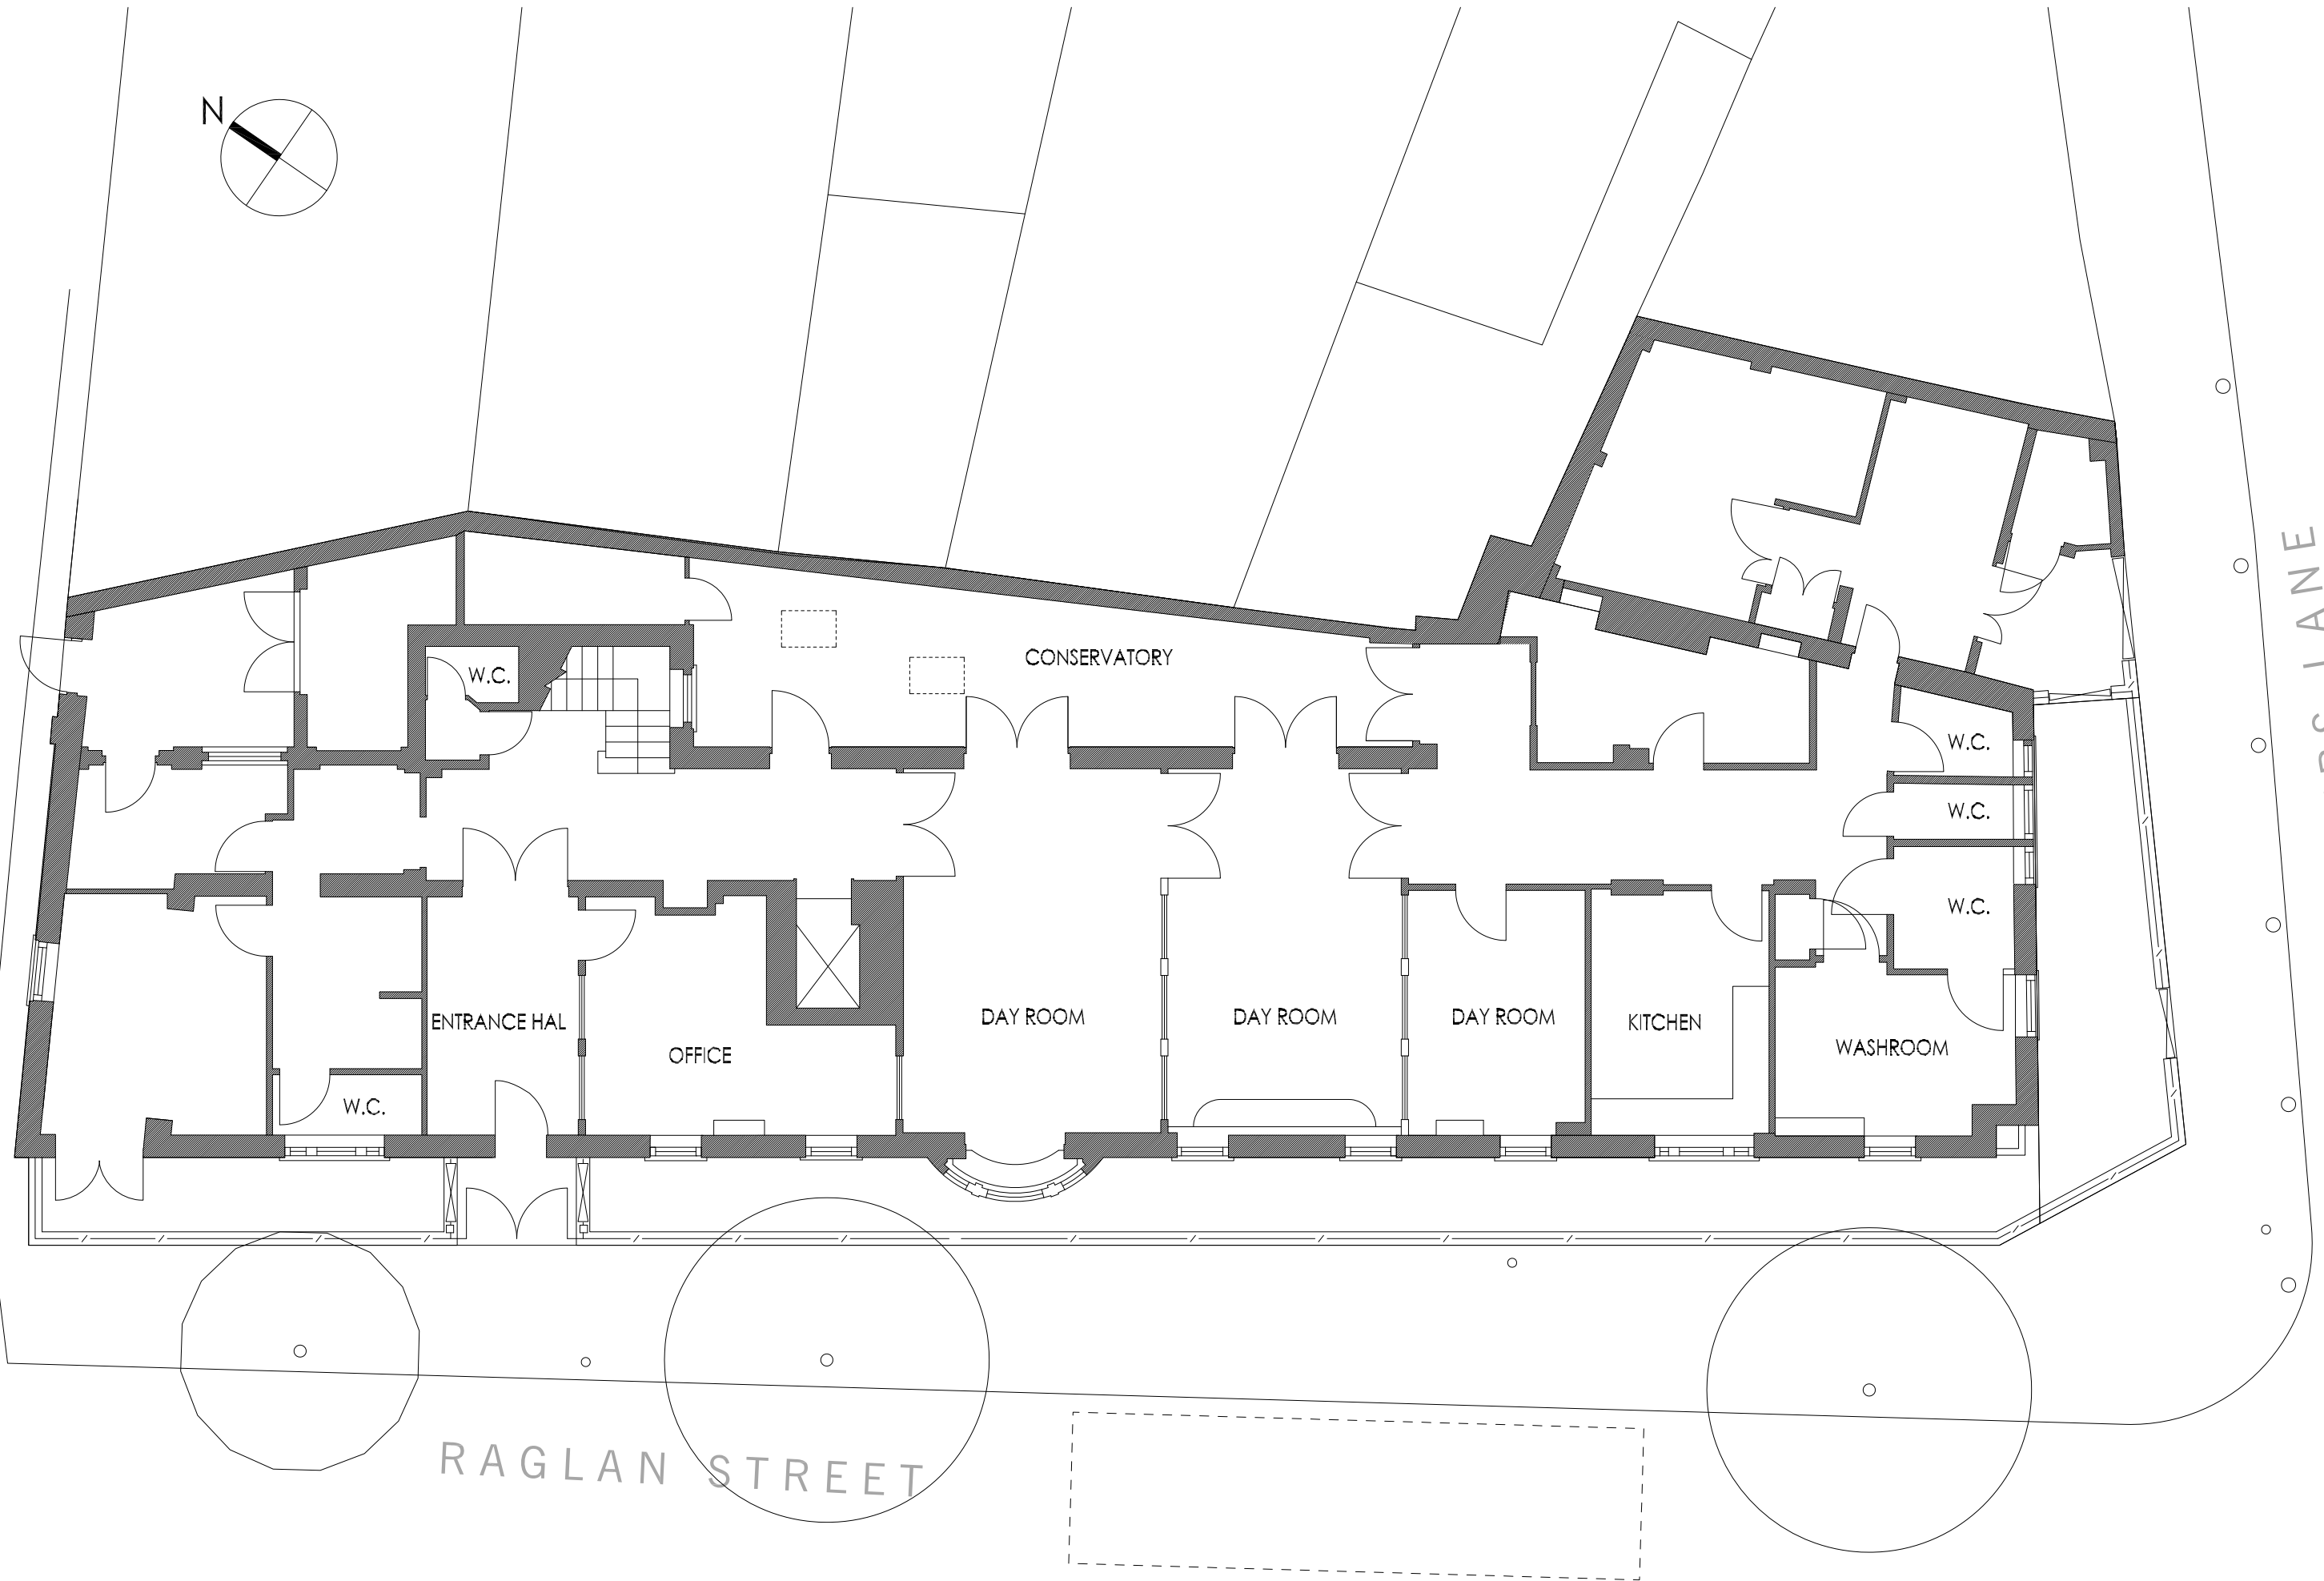 N
CONSERVATORY
W.C.
W.C.
W.C.
W.C.
DAY ROOM
DAY ROOM
DAY ROOM
ENTRANCE HAL
KITCHEN
OFFICE
WASHROOM
W.C.
RAGLAN STREET
LANE